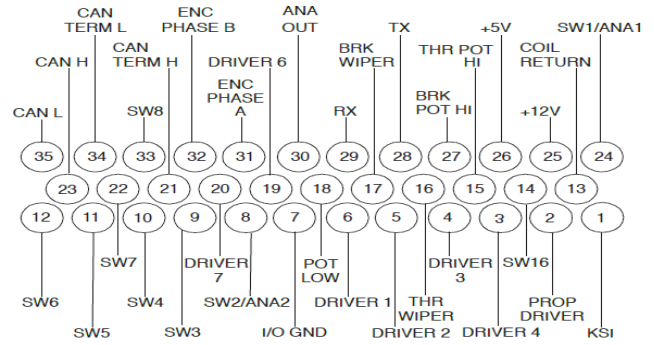 CAN
TERM L
ENC
PHASE B
ANA
OUT
TX
+5V
SW1/ANA1
CAN H
CAN
TERM H
DRIVER 6
BRK
WIPER
THR POT
HI
COIL
RETURN
CAN L
SW8
ENC
PHASE
A
RX
BRK
POT HI
+12V
35 34 33 32 31 30 29 28 27 26 25 24
23 22 21 20 19 18 17 16 15 14 13
12 11 10 9 8 7 6 5 4 3 2 1
SW7
DRIVER
7
POT
LOW
DRIVER
3
SW16
SW6
SW4
SW2/ANA2
DRIVER 1
THR
WIPER
PROP
DRIVER
SW5
SW3
I/O GND
DRIVER 2
DRIVER 4
KSI